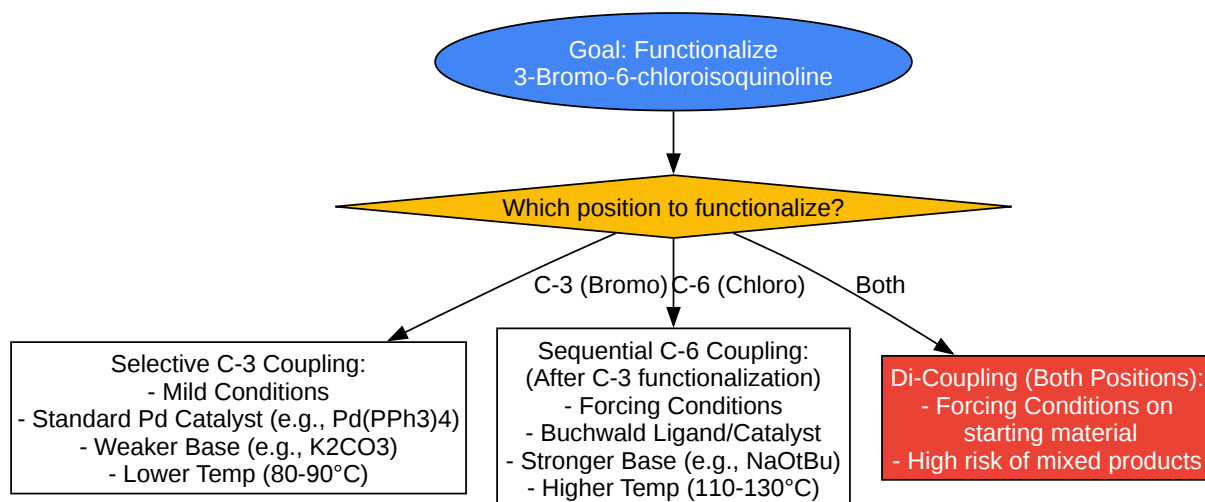 Goal: Functionalize
3-Bromo-6-chloroisoquinoline
Which position to functionalize?
C-3 (Bromo)
C-6 (Chloro)
Both
Selective C-3 Coupling:
- Mild Conditions
- Standard Pd Catalyst (e.g., Pd(PPh3)4)
- Weaker Base (e.g., K2CO3)
- Lower Temp (80-90°C)
Sequential C-6 Coupling:
(After C-3 functionalization)
- Forcing Conditions
- Buchwald Ligand/Catalyst
- Stronger Base (e.g., NaOtBu)
- Higher Temp (110-130°C)
Di-Coupling (Both Positions):
- Forcing Conditions on
starting material
- High risk of mixed products